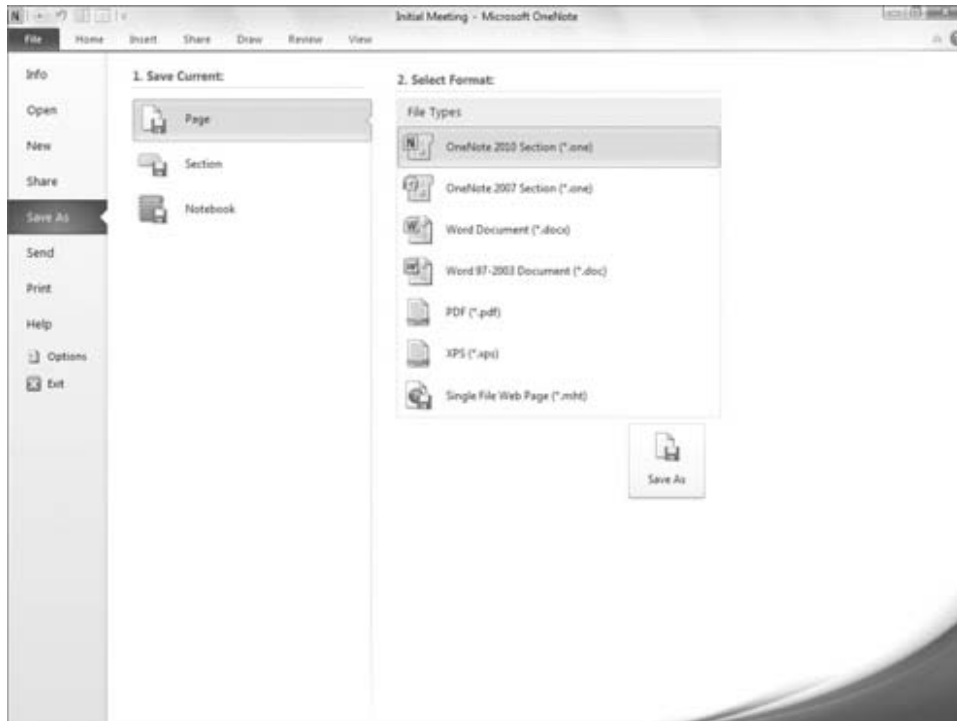 Initial Meeting - Microsoft OneNote
File Home Insert Share Draw Review View
Info
Open
New
Share
Save As
Send
Print
Help
Options
Exit
1. Save Current:
Page
Section
Notebook
2. Select Format:
File Types
OneNote 2010 Section (*.one)
OneNote 2007 Section (*.one)
Word Document (*.docx)
Word 97-2003 Document (*.doc)
PDF (*.pdf)
XPS (*.xps)
Single File Web Page (*.mht)
Save As